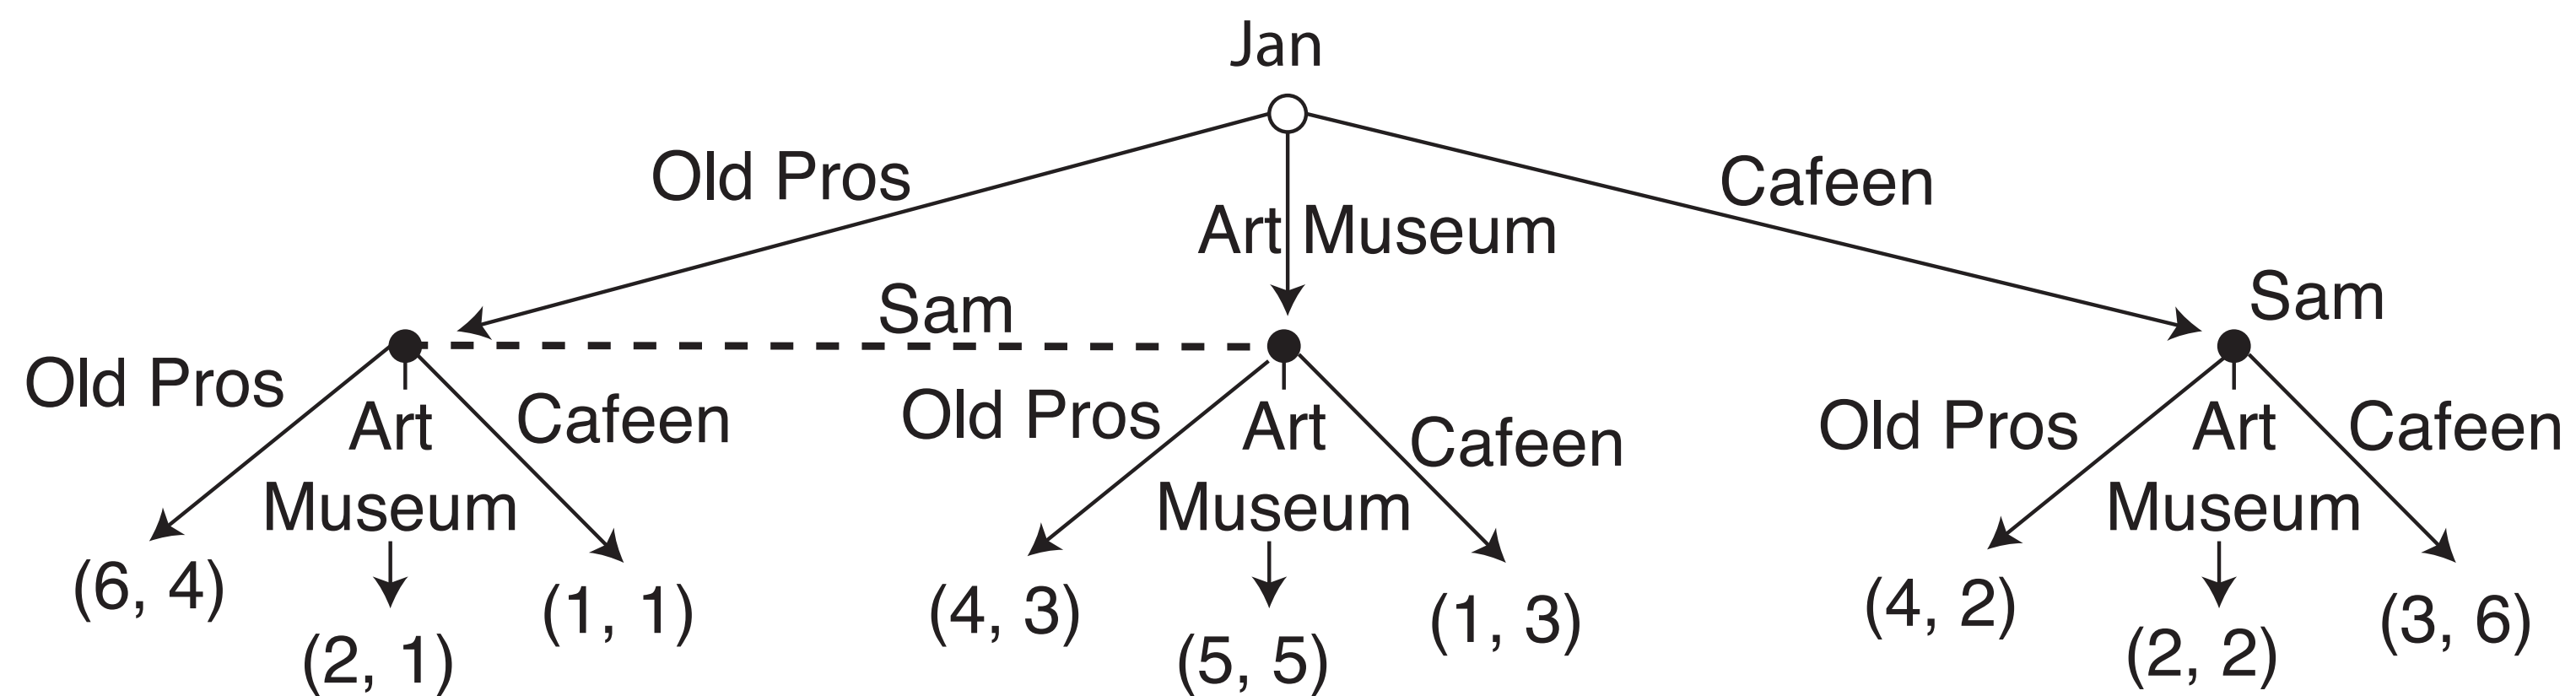 Jan
Old Pros
Art Museum
Cafeen
Sam
Sam
Old Pros
Art
Museum
Cafeen
Old Pros
Art
Museum
Cafeen
Old Pros
Art
Museum
Cafeen
(6, 4)
(2, 1)
(1, 1)
(4, 3)
(5, 5)
(1, 3)
(4, 2)
(2, 2)
(3, 6)